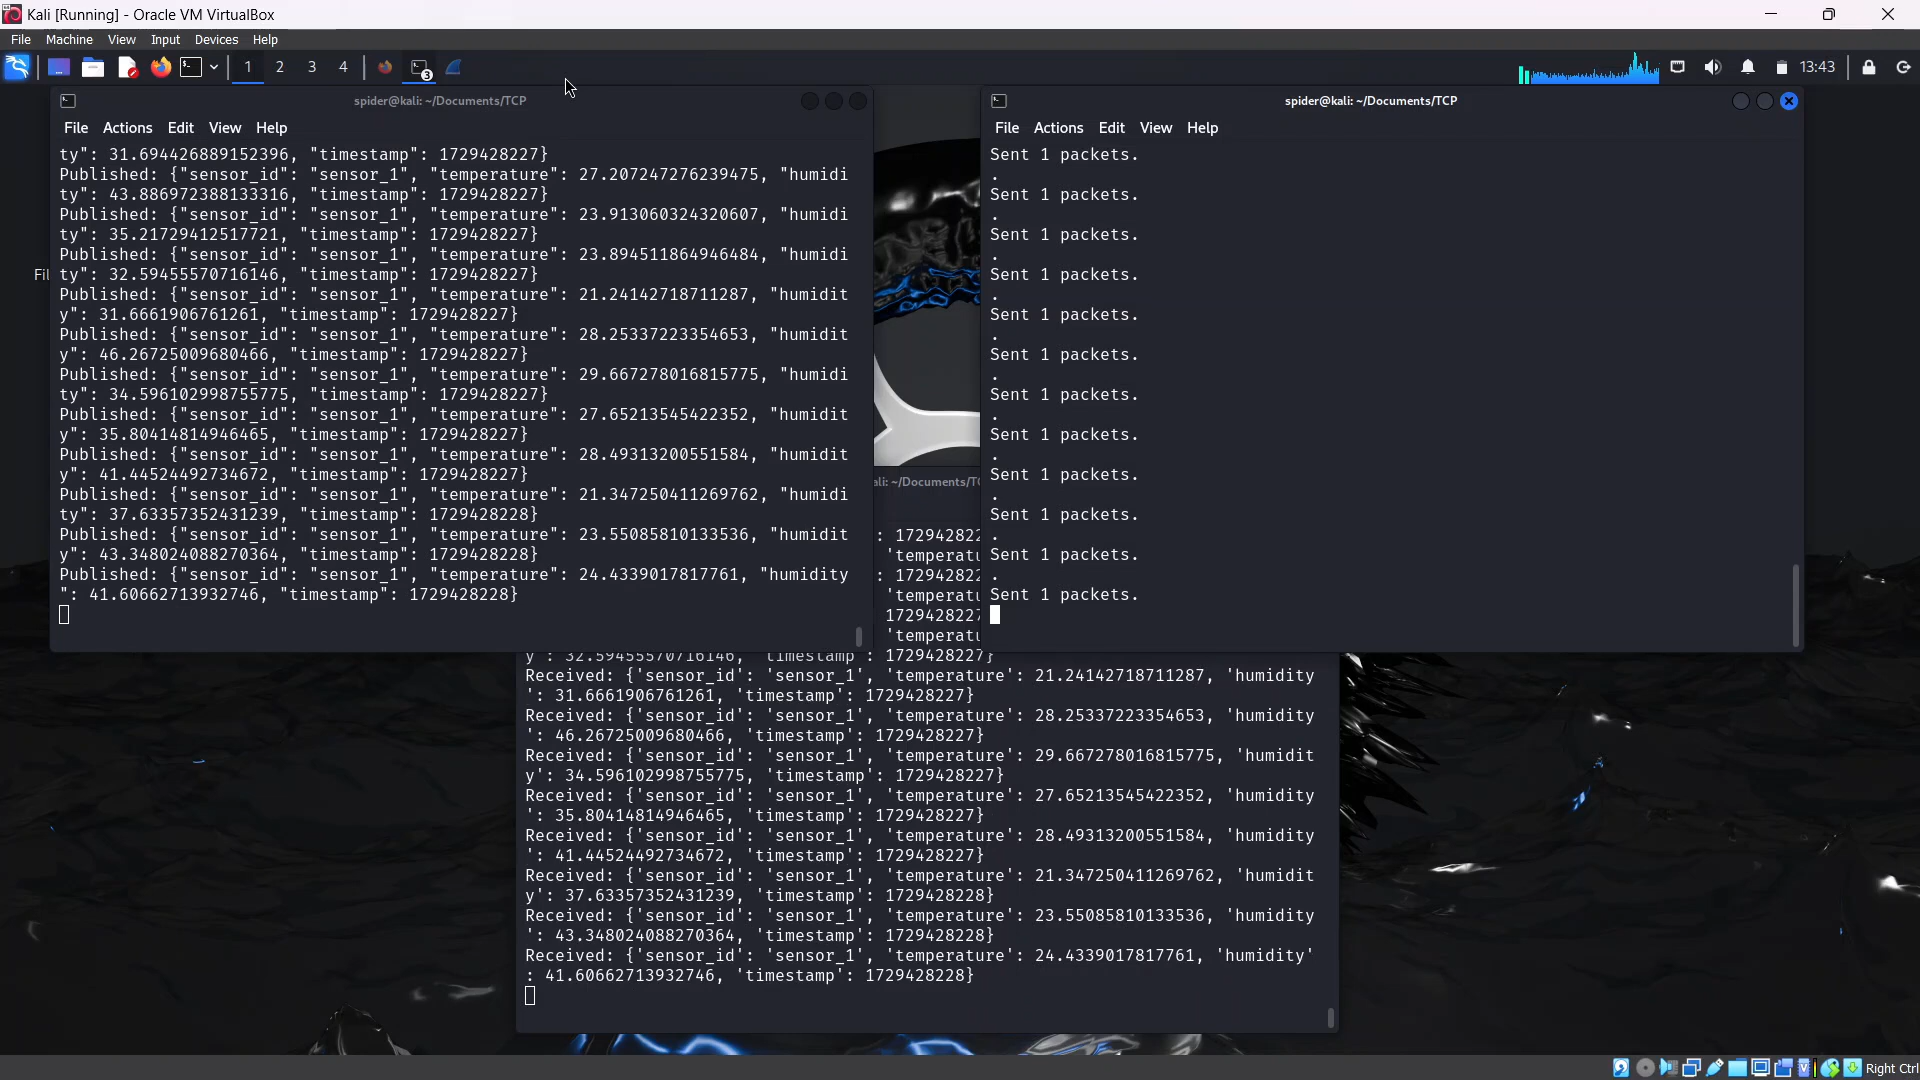 Kali [Running] - Oracle VM VirtualBox
File Machine View Input Devices Help
1 2 3 4
3
13:43
spider@kali: ~/Documents/TCP
File Actions Edit View Help
ty": 31.694426889152396, "timestamp": 1729428227}
Published: {"sensor_id": "sensor_1", "temperature": 27.207247276239475, "humidi
ty": 43.886972388133316, "timestamp": 1729428227}
Published: {"sensor_id": "sensor_1", "temperature": 23.913060324320607, "humidi
ty": 35.21729412517721, "timestamp": 1729428227}
Published: {"sensor_id": "sensor_1", "temperature": 23.894511864946484, "humidi
ty": 32.59455570716146, "timestamp": 1729428227}
Published: {"sensor_id": "sensor_1", "temperature": 21.24142718711287, "humidit
y": 31.6661906761261, "timestamp": 1729428227}
Published: {"sensor_id": "sensor_1", "temperature": 28.25337223354653, "humidit
y": 46.26725009680466, "timestamp": 1729428227}
Published: {"sensor_id": "sensor_1", "temperature": 29.667278016815775, "humidi
ty": 34.596102998755775, "timestamp": 1729428227}
Published: {"sensor_id": "sensor_1", "temperature": 27.65213545422352, "humidit
y": 35.80414814946465, "timestamp": 1729428227}
Published: {"sensor_id": "sensor_1", "temperature": 28.49313200551584, "humidit
y": 41.44524492734672, "timestamp": 1729428227}
Published: {"sensor_id": "sensor_1", "temperature": 21.347250411269762, "humidi
ty": 37.63357352431239, "timestamp": 1729428228}
Published: {"sensor_id": "sensor_1", "temperature": 23.55085810133536, "humidit
y": 43.348024088270364, "timestamp": 1729428228}
Published: {"sensor_id": "sensor_1", "temperature": 24.4339017817761, "humidity
": 41.60662713932746, "timestamp": 1729428228}
Fil
spider@kali: ~/Documents/TCP
File Actions Edit View Help
Sent 1 packets.
.
Sent 1 packets.
.
Sent 1 packets.
.
Sent 1 packets.
.
Sent 1 packets.
.
Sent 1 packets.
.
Sent 1 packets.
.
Sent 1 packets.
.
Sent 1 packets.
.
Sent 1 packets.
.
Sent 1 packets.
.
Sent 1 packets.
ali: ~/Documents/TC
: 172942822
'temperatu
: 172942822
'temperatu
1729428227
'temperatu
y': 32.59455570716146, 'timestamp': 1729428227}
Received: {'sensor_id': 'sensor_1', 'temperature': 21.24142718711287, 'humidity
': 31.6661906761261, 'timestamp': 1729428227}
Received: {'sensor_id': 'sensor_1', 'temperature': 28.25337223354653, 'humidity
': 46.26725009680466, 'timestamp': 1729428227}
Received: {'sensor_id': 'sensor_1', 'temperature': 29.667278016815775, 'humidit
y': 34.596102998755775, 'timestamp': 1729428227}
Received: {'sensor_id': 'sensor_1', 'temperature': 27.65213545422352, 'humidity
': 35.80414814946465, 'timestamp': 1729428227}
Received: {'sensor_id': 'sensor_1', 'temperature': 28.49313200551584, 'humidity
': 41.44524492734672, 'timestamp': 1729428227}
Received: {'sensor_id': 'sensor_1', 'temperature': 21.347250411269762, 'humidit
y': 37.63357352431239, 'timestamp': 1729428228}
Received: {'sensor_id': 'sensor_1', 'temperature': 23.55085810133536, 'humidity
': 43.348024088270364, 'timestamp': 1729428228}
Received: {'sensor_id': 'sensor_1', 'temperature': 24.4339017817761, 'humidity'
: 41.60662713932746, 'timestamp': 1729428228}
Right Ctrl